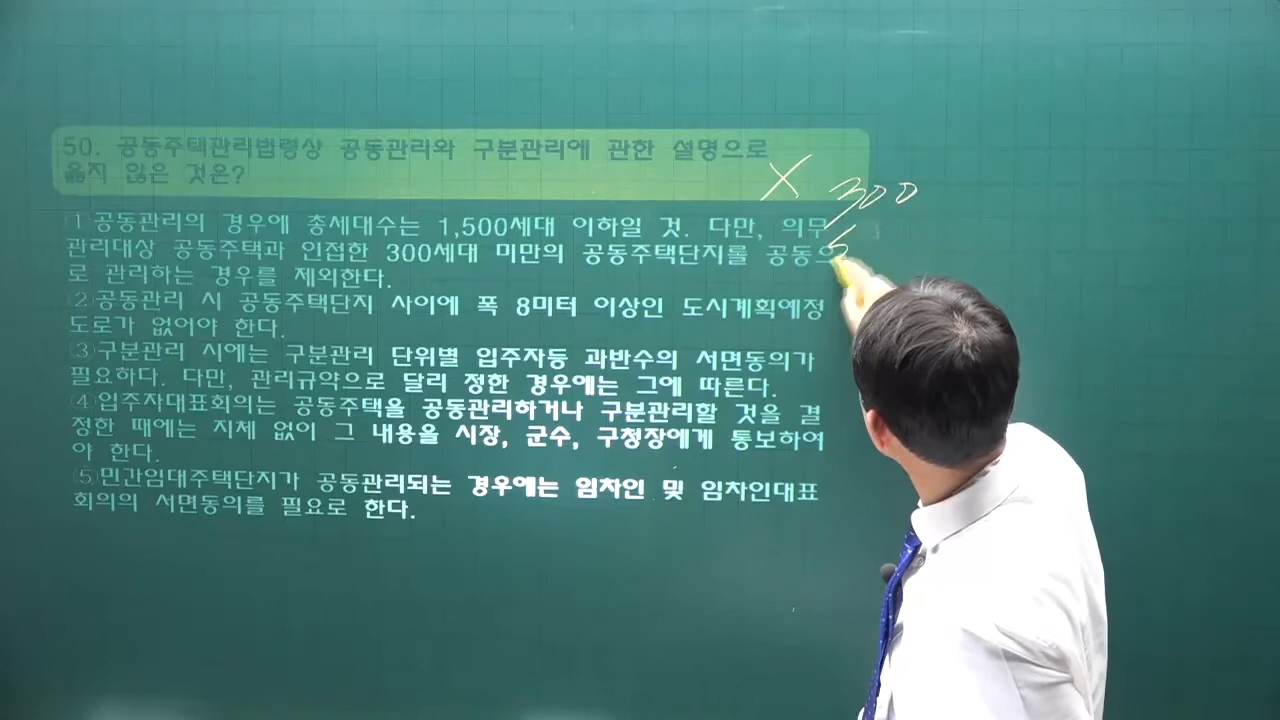 50. 공동주택관리법령상 공동관리와 구분관리에 관한 설명으로
옳지 않은 것은?
X 300
(1)공동관리의 경우에 총세대수는 1,500세대 이하일 것. 다만, 의무
관리대상 공동주택과 인접한 300세대 미만의 공동주택단지를 공동으
로 관리하는 경우를 제외한다.
(2)공동관리 시 공동주택단지 사이에 폭 8미터 이상인 도시계획예정
도로가 없어야 한다.
(3)구분관리 시에는 구분관리 단위별 입주자등 과반수의 서면동의가
필요하다. 다만, 관리규약으로 달리 정한 경우에는 그에 따른다.
(4)입주자대표회의는 공동주택을 공동관리하거나 구분관리할 것을 결
정한 때에는 지체 없이 그 내용을 시장, 군수, 구청장에게 통보하여
야 한다.
(5)민간임대주택단지가 공동관리되는 경우에는 임차인 및 임차인대표
회의의 서면동의를 필요로 한다.